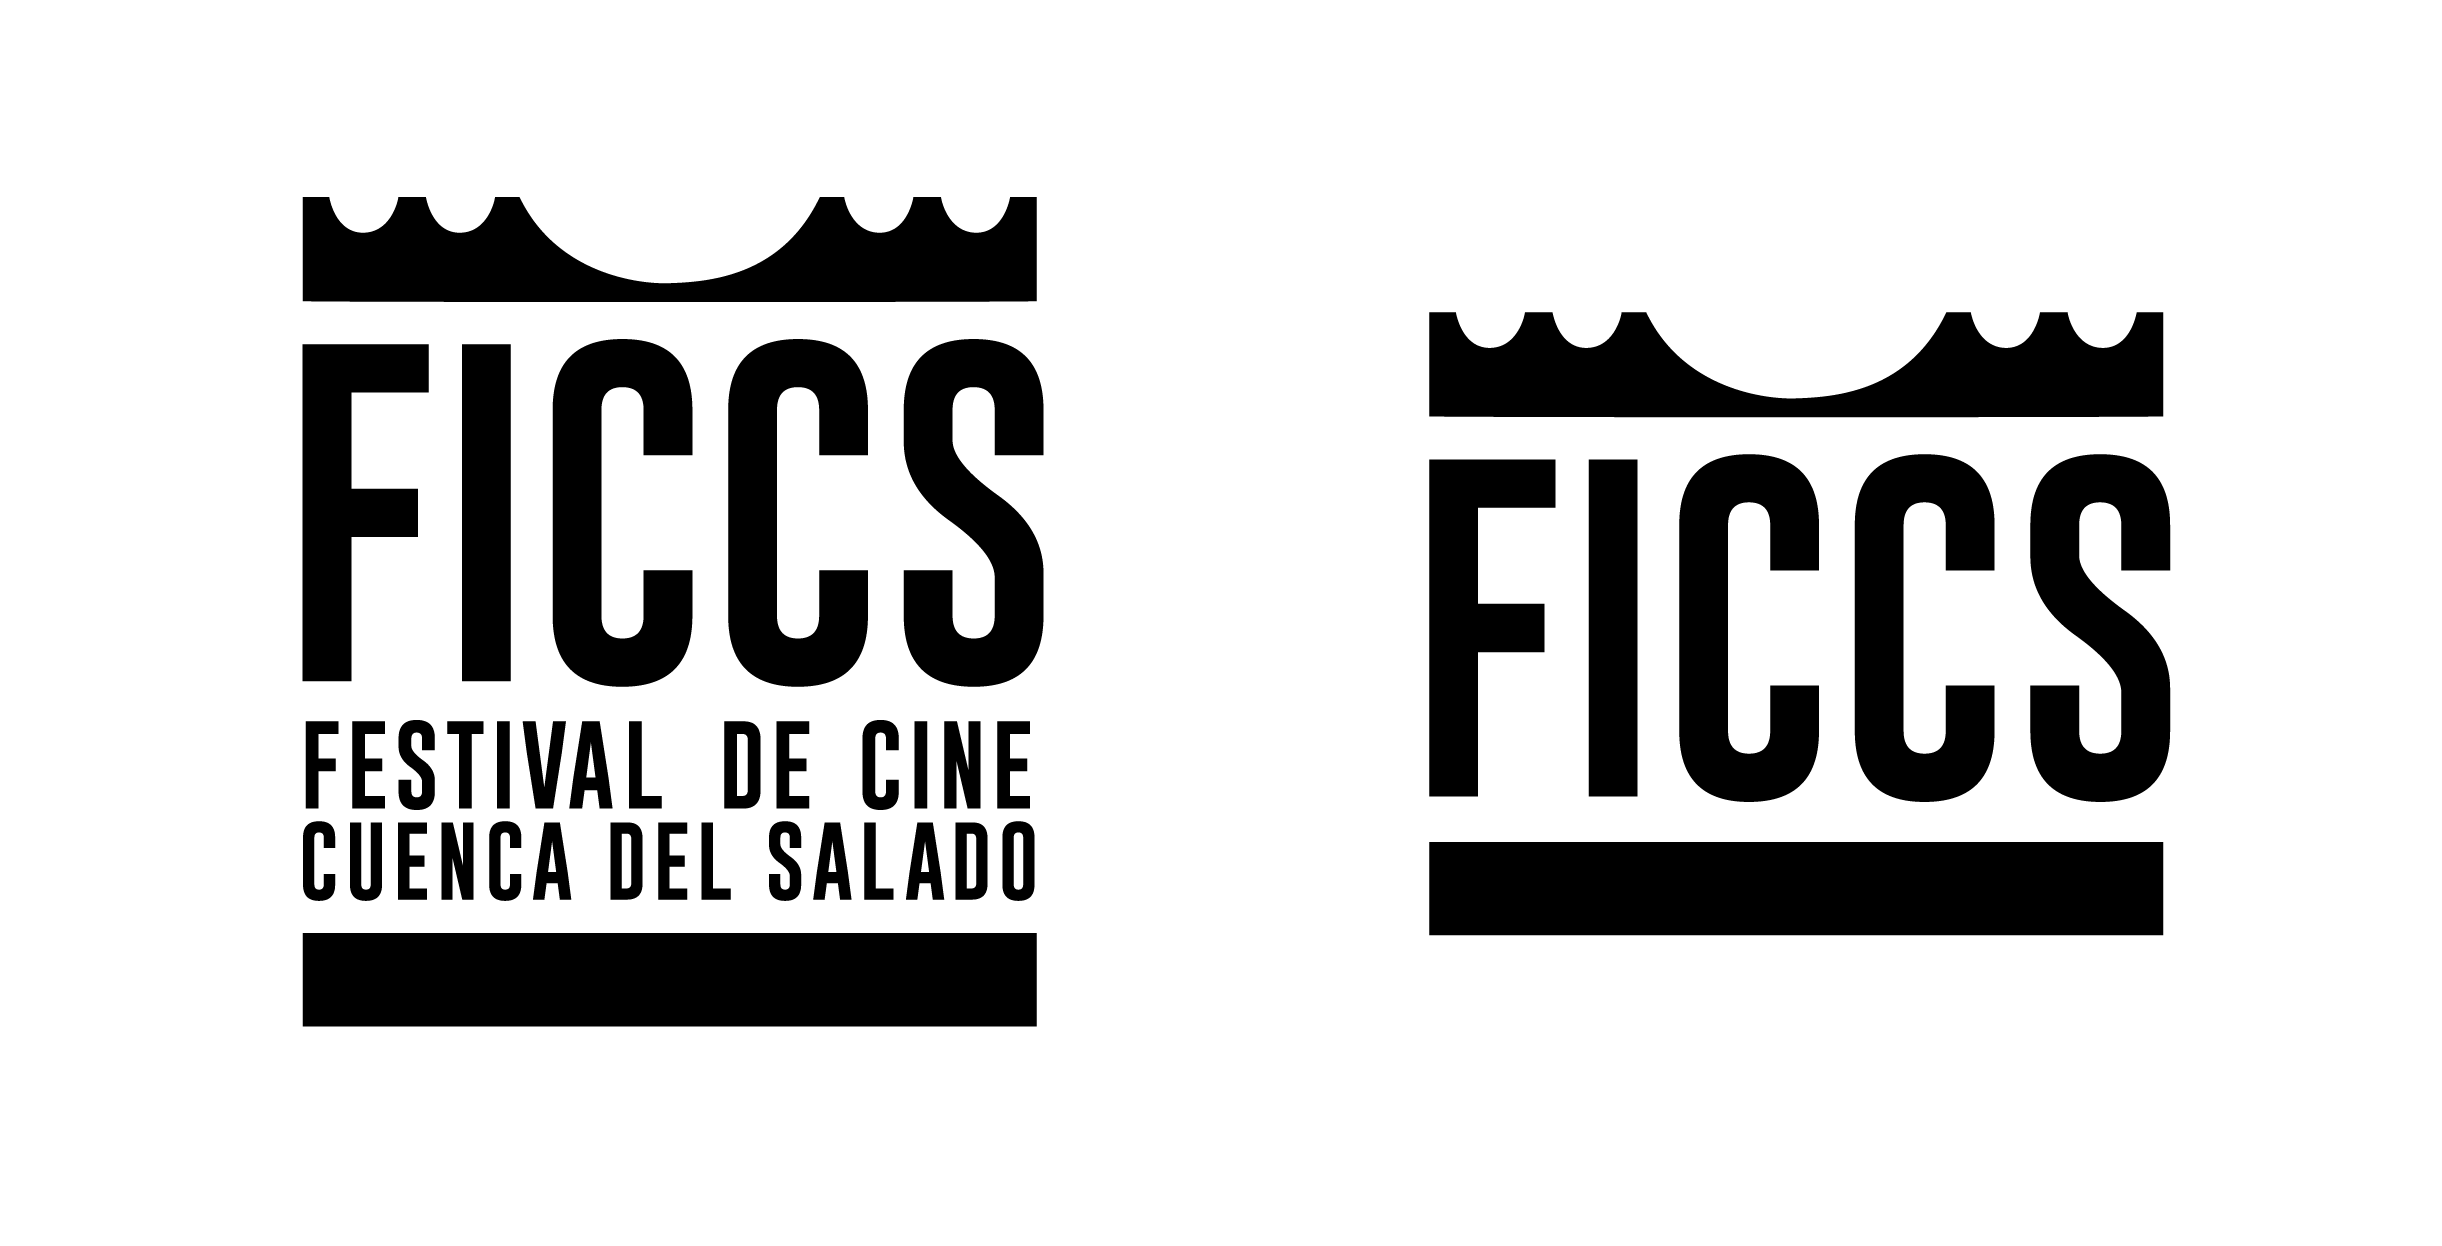 FICCS
FESTIVAL DE CINE
CUENCA DEL SALADO
FICCS